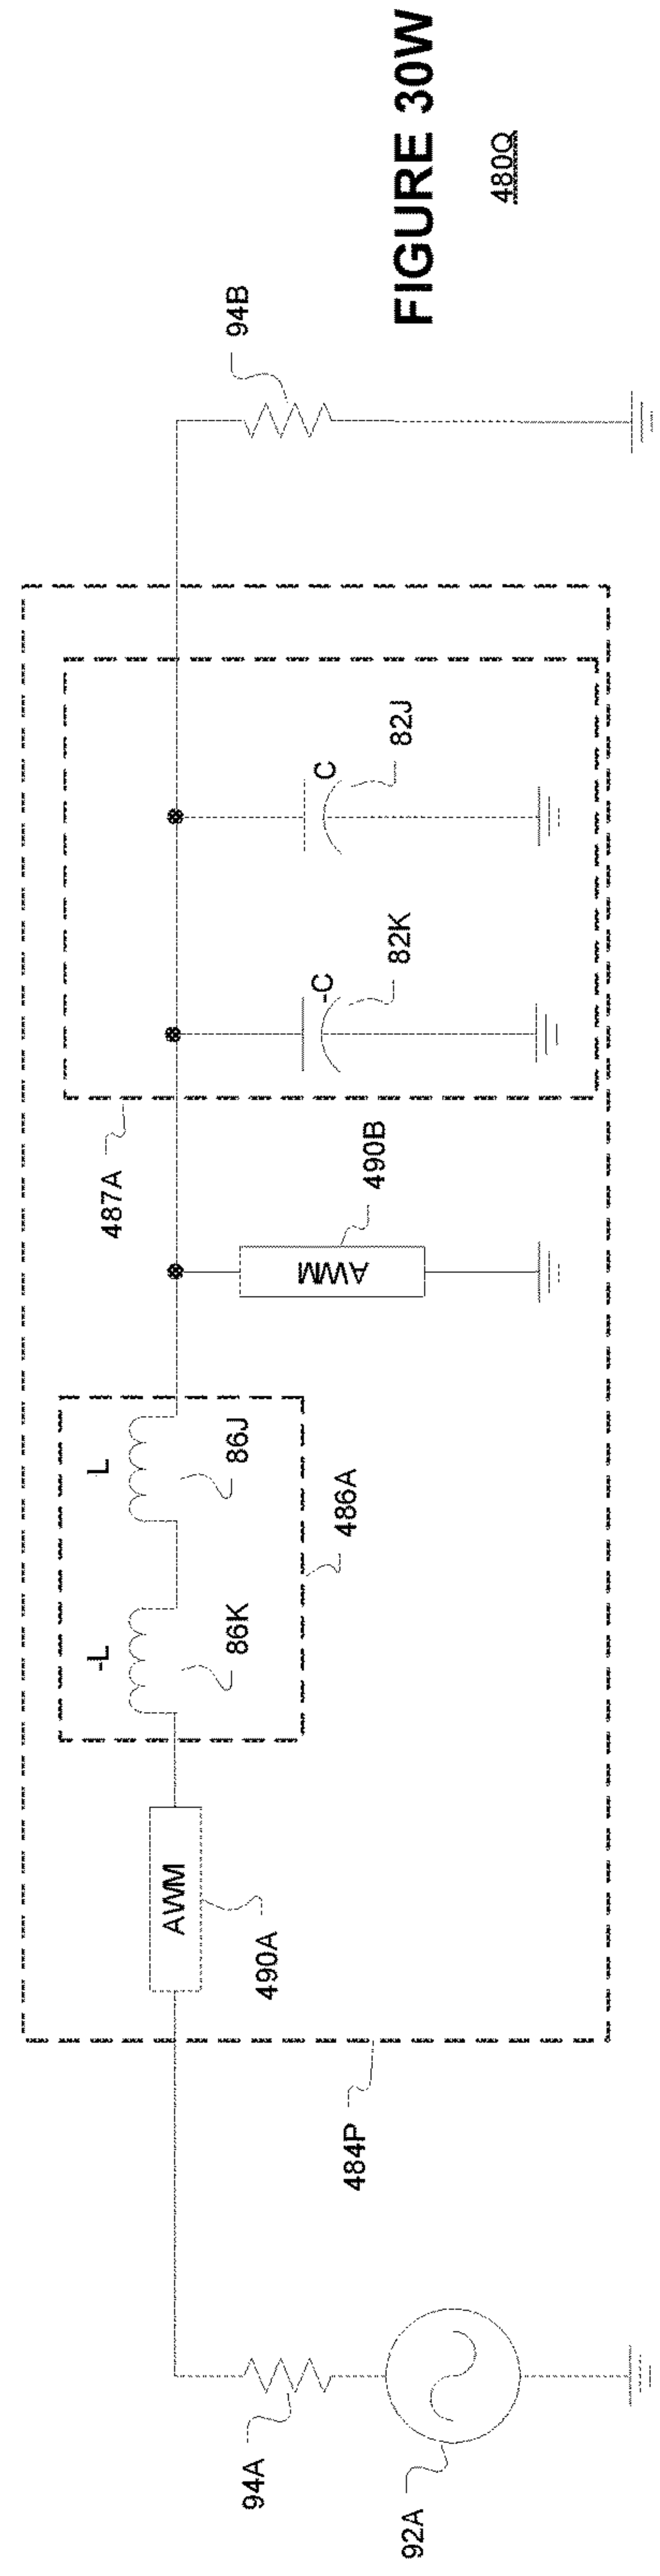 FIGURE 30W
480Q
94B
C
82J
-C
82K
487A
490B
AWM
L
86J
486A
-L
86K
AWM
490A
484P
94A
92A